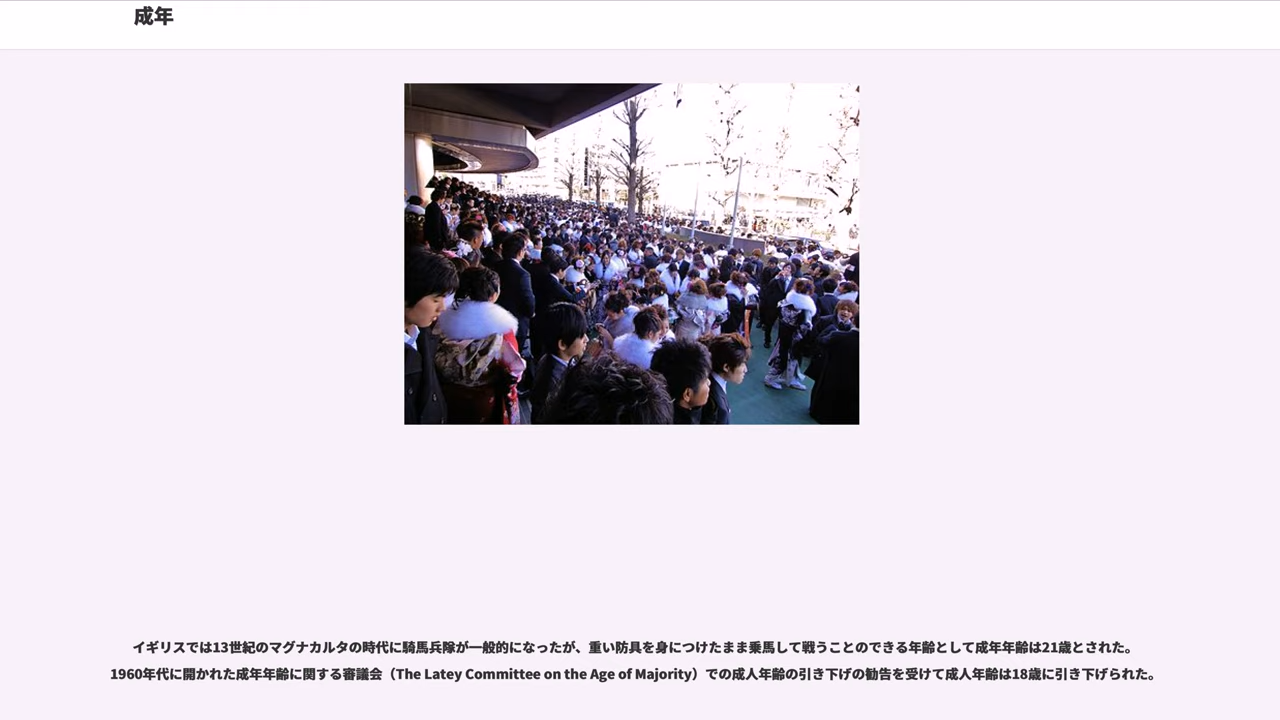 成年
イギリスでは13世紀のマグナカルタの時代に騎馬兵隊が一般的になったが、重い防具を身につけたまま乗馬して戦うことのできる年齢として成年年齢は21歳とされた。
1960年代に開かれた成年年齢に関する審議会（The Latey Committee on the Age of Majority）での成人年齢の引き下げの勧告を受けて成人年齢は18歳に引き下げられた。